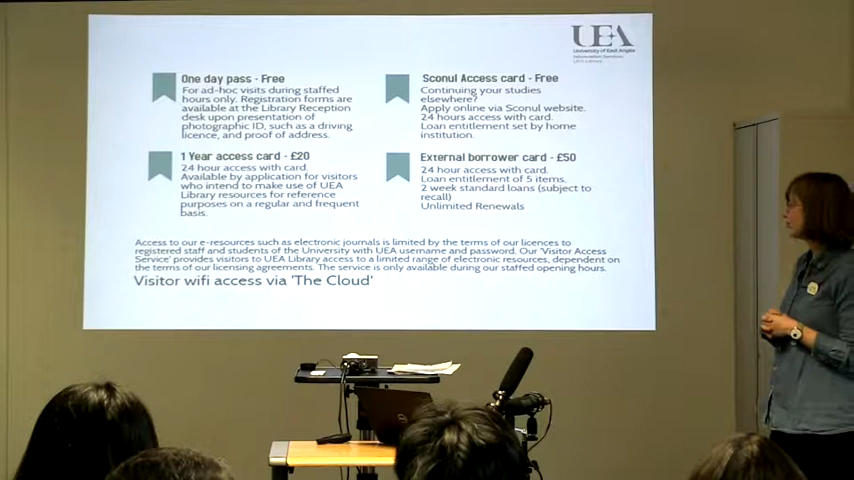 UEA
University of East Anglia
Information Services
UEA Library
One day pass - Free
For ad-hoc visits during staffed
hours only. Registration forms are
available at the Library Reception
desk upon presentation of
photographic ID, such as a driving
licence, and proof of address.
Sconul Access card - Free
Continuing your studies
elsewhere?
Apply online via Sconul website.
24 hours access with card.
Loan entitlement set by home
institution.
1 Year access card - £20
24 hour access with card.
Available by application for visitors
who intend to make use of UEA
Library resources for reference
purposes on a regular and frequent
basis.
External borrower card - £50
24 hour access with card.
Loan entitlement of 5 items.
2 week standard loans (subject to
recall)
Unlimited Renewals
Access to our e-resources such as electronic journals is limited by the terms of our licences to
registered staff and students of the University with UEA username and password. Our 'Visitor Access
Service' provides visitors to UEA Library access to a limited range of electronic resources, dependent on
the terms of our licensing agreements. The service is only available during our staffed opening hours.
Visitor wifi access via 'The Cloud'